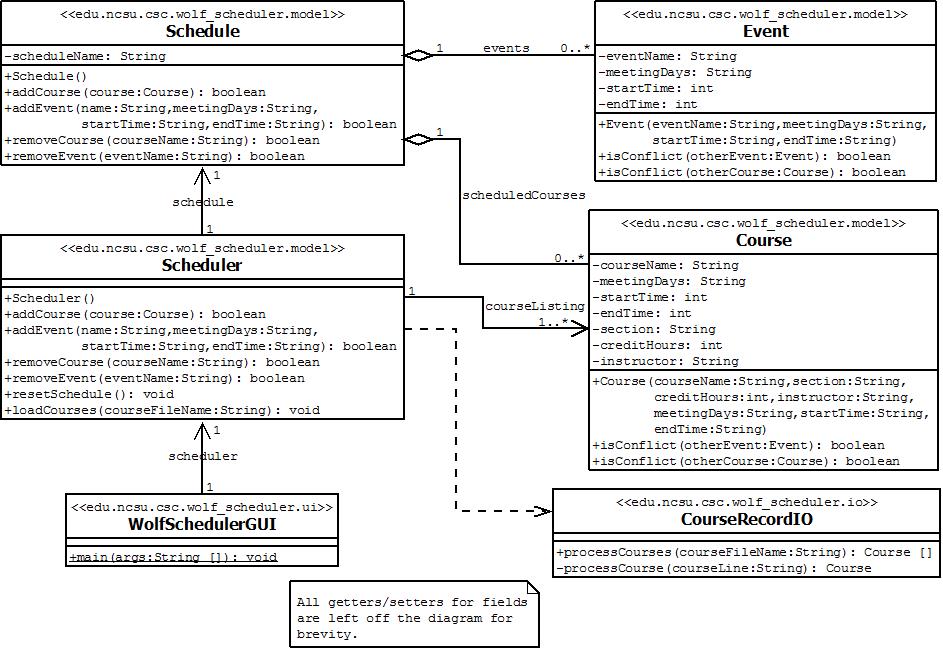 <<edu.ncsu.csc.wolf_scheduler.model>>
Schedule
-scheduleName: String
+Schedule()
+addCourse(course:Course): boolean
+addEvent(name:String,meetingDays:String,
startTime:String,endTime:String): boolean
+removeCourse(courseName:String): boolean
+removeEvent(eventName:String): boolean
1
events
0..*
<<edu.ncsu.csc.wolf_scheduler.model>>
Event
-eventName: String
-meetingDays: String
-startTime: int
-endTime: int
+Event(eventName:String,meetingDays:String,
startTime:String,endTime:String)
+isConflict(otherEvent:Event): boolean
+isConflict(otherCourse:Course): boolean
1
scheduledCourses
0..*
1
schedule
1
<<edu.ncsu.csc.wolf_scheduler.model>>
Scheduler
+Scheduler()
+addCourse(course:Course): boolean
+addEvent(name:String,meetingDays:String,
startTime:String,endTime:String): boolean
+removeCourse(courseName:String): boolean
+removeEvent(eventName:String): boolean
+resetSchedule(): void
+loadCourses(courseFileName:String): void
1
courseListing
1..*
<<edu.ncsu.csc.wolf_scheduler.model>>
Course
-courseName: String
-meetingDays: String
-startTime: int
-endTime: int
-section: String
-creditHours: int
-instructor: String
+Course(courseName:String,section:String,
creditHours:int,instructor:String,
meetingDays:String,startTime:String,
endTime:String)
+isConflict(otherEvent:Event): boolean
+isConflict(otherCourse:Course): boolean
1
scheduler
1
<<edu.ncsu.csc.wolf_scheduler.ui>>
WolfSchedulerGUI
+main(args:String []): void
<<edu.ncsu.csc.wolf_scheduler.io>>
CourseRecordIO
+processCourses(courseFileName:String): Course []
-processCourse(courseLine:String): Course
All getters/setters for fields
are left off the diagram for
brevity.